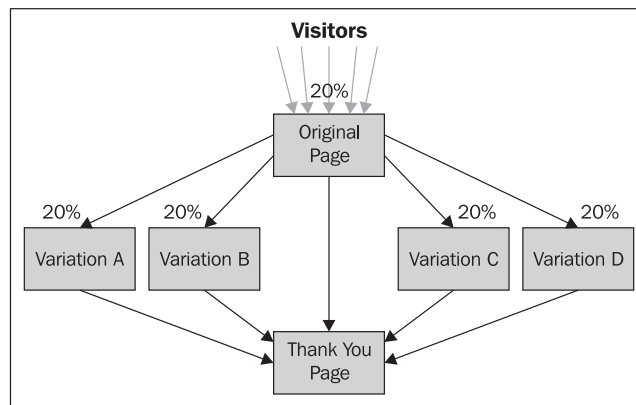 Visitors
20%
Original
Page
20%
20%
20%
20%
Variation A
Variation B
Variation C
Variation D
Thank You
Page